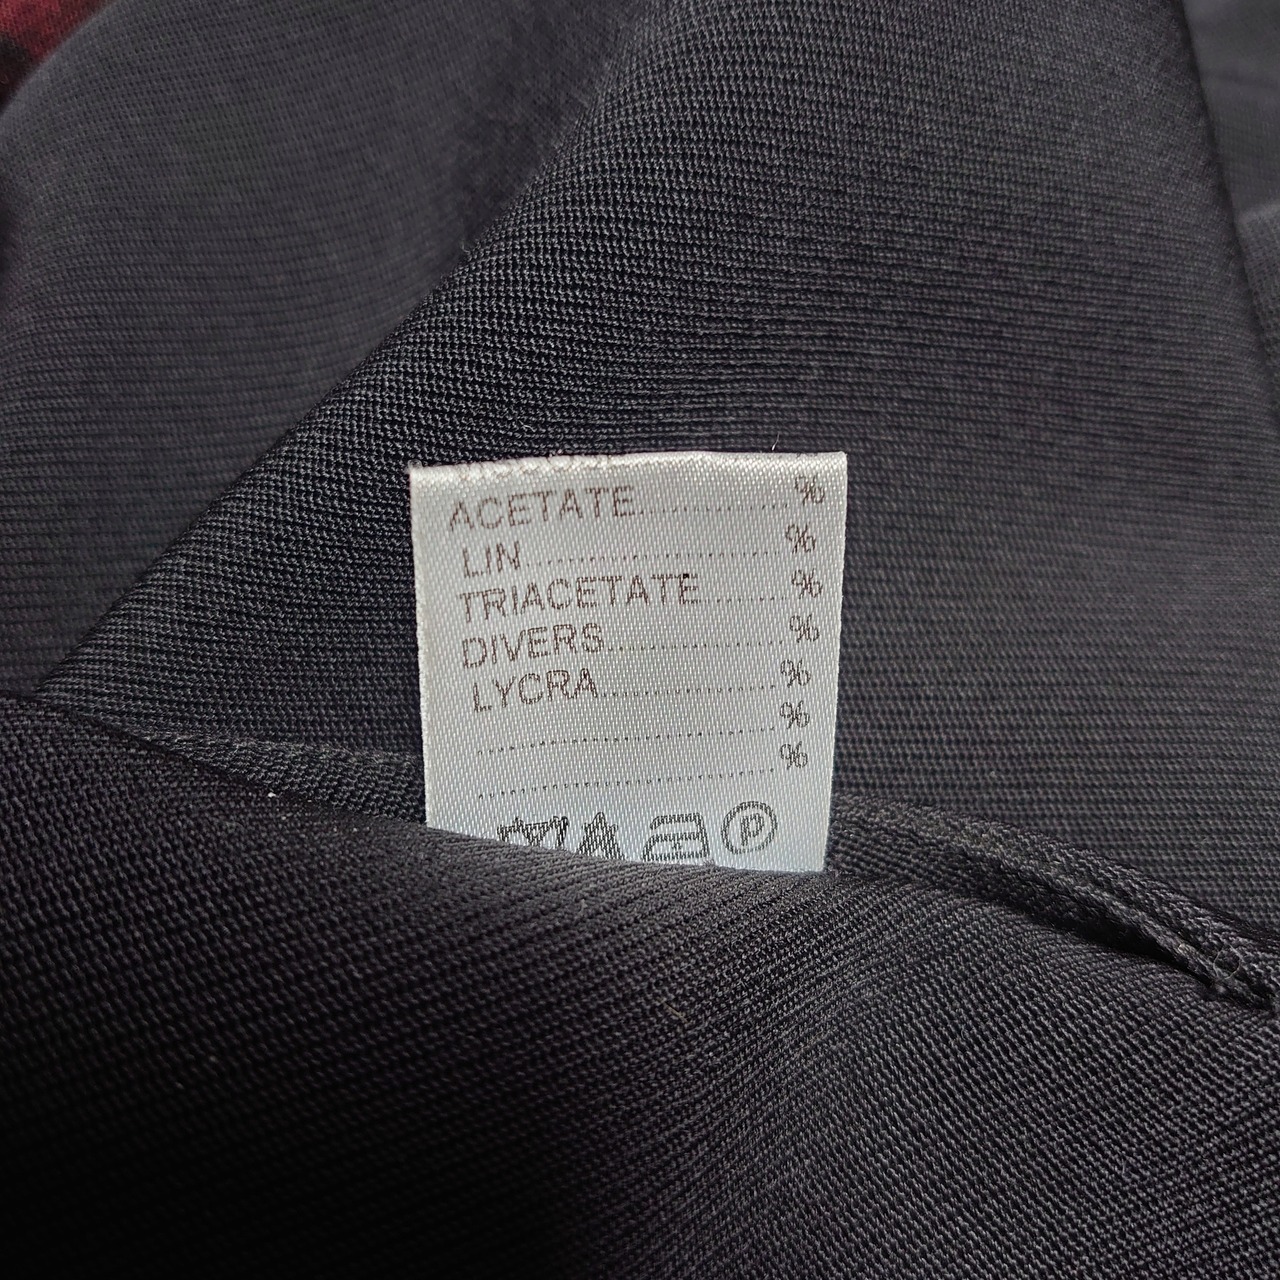 ACETATE....................%
LIN..............................%
TRIACETATE.............%
DIVERS.......................%
LYCRA.......................%
....................................%
....................................%
P